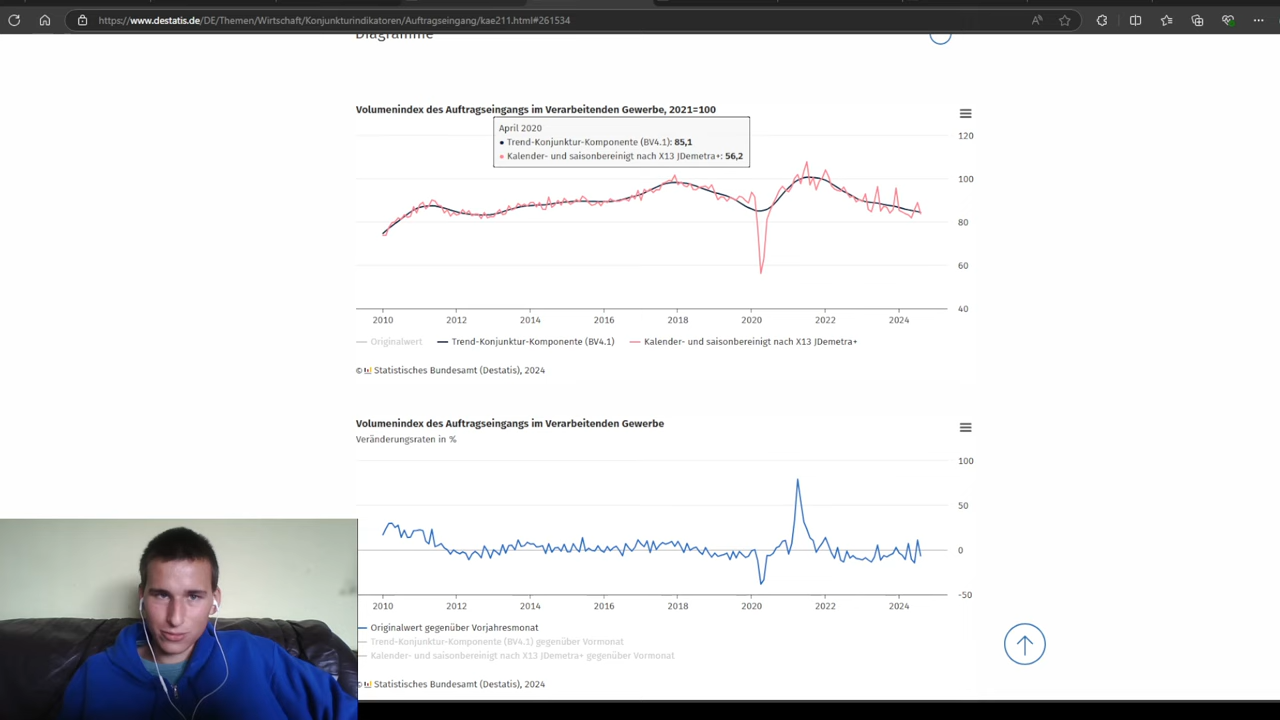 https://www.destatis.de/DE/Themen/Wirtschaft/Konjunkturindikatoren/Auftragseingang/kae211.html#261534
Diagramme
Volumenindex des Auftragseingangs im Verarbeitenden Gewerbe, 2021=100
April 2020
Trend-Konjunktur-Komponente (BV4.1): 85,1
Kalender- und saisonbereinigt nach X13 JDemetra+: 56,2
120
100
80
60
40
2010 2012 2014 2016 2018 2020 2022 2024
Originalwert Trend-Konjunktur-Komponente (BV4.1) Kalender- und saisonbereinigt nach X13 JDemetra+
© Statistisches Bundesamt (Destatis), 2024
Volumenindex des Auftragseingangs im Verarbeitenden Gewerbe
Veränderungsraten in %
100
50
0
-50
2010 2012 2014 2016 2018 2020 2022 2024
Originalwert gegenüber Vorjahresmonat
Trend-Konjunktur-Komponente (BV4.1) gegenüber Vormonat
Kalender- und saisonbereinigt nach X13 JDemetra+ gegenüber Vormonat
© Statistisches Bundesamt (Destatis), 2024